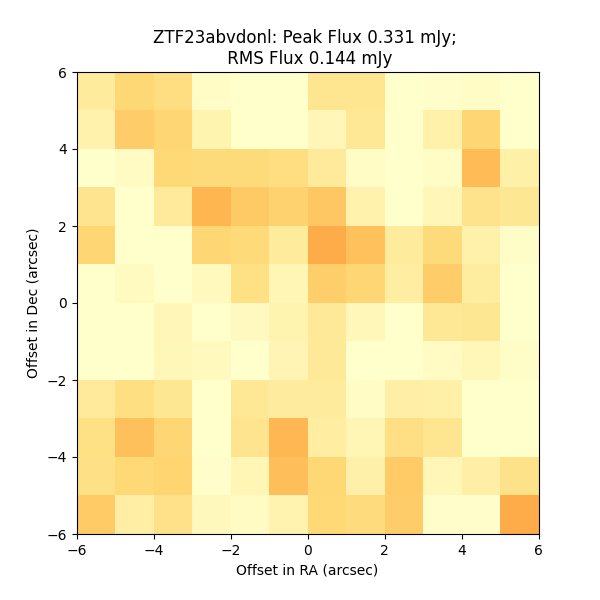 ZTF23abvdonl: Peak Flux 0.331 mJy;
RMS Flux 0.144 mJy
6
4
2
0
−2
−4
−6
Offset in Dec (arcsec)
−6 −4 −2 0 2 4 6
Offset in RA (arcsec)